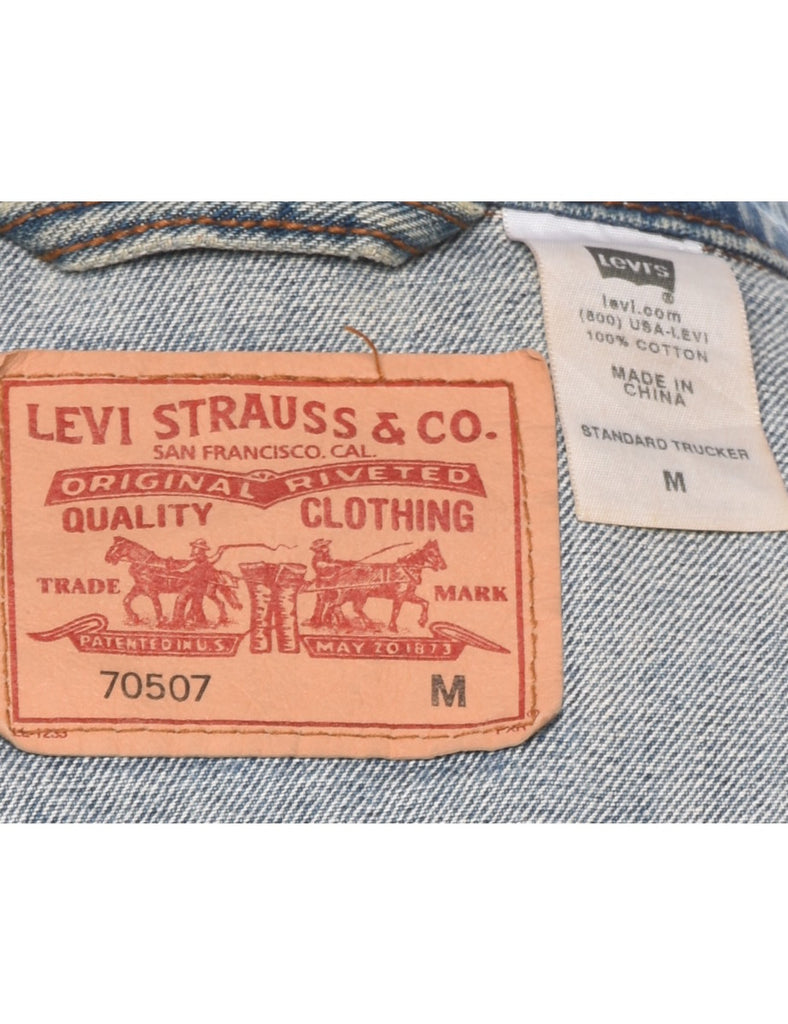 LEVI STRAUSS & CO.
SAN FRANCISCO, CAL.
ORIGINAL RIVETED
QUALITY CLOTHING
TRADE MARK
PATENTED IN U.S. MAY 20 1873
70507 M
Levi's
®
levi.com
(800) USA-LEVI
100% COTTON
MADE IN
CHINA
STANDARD TRUCKER
M